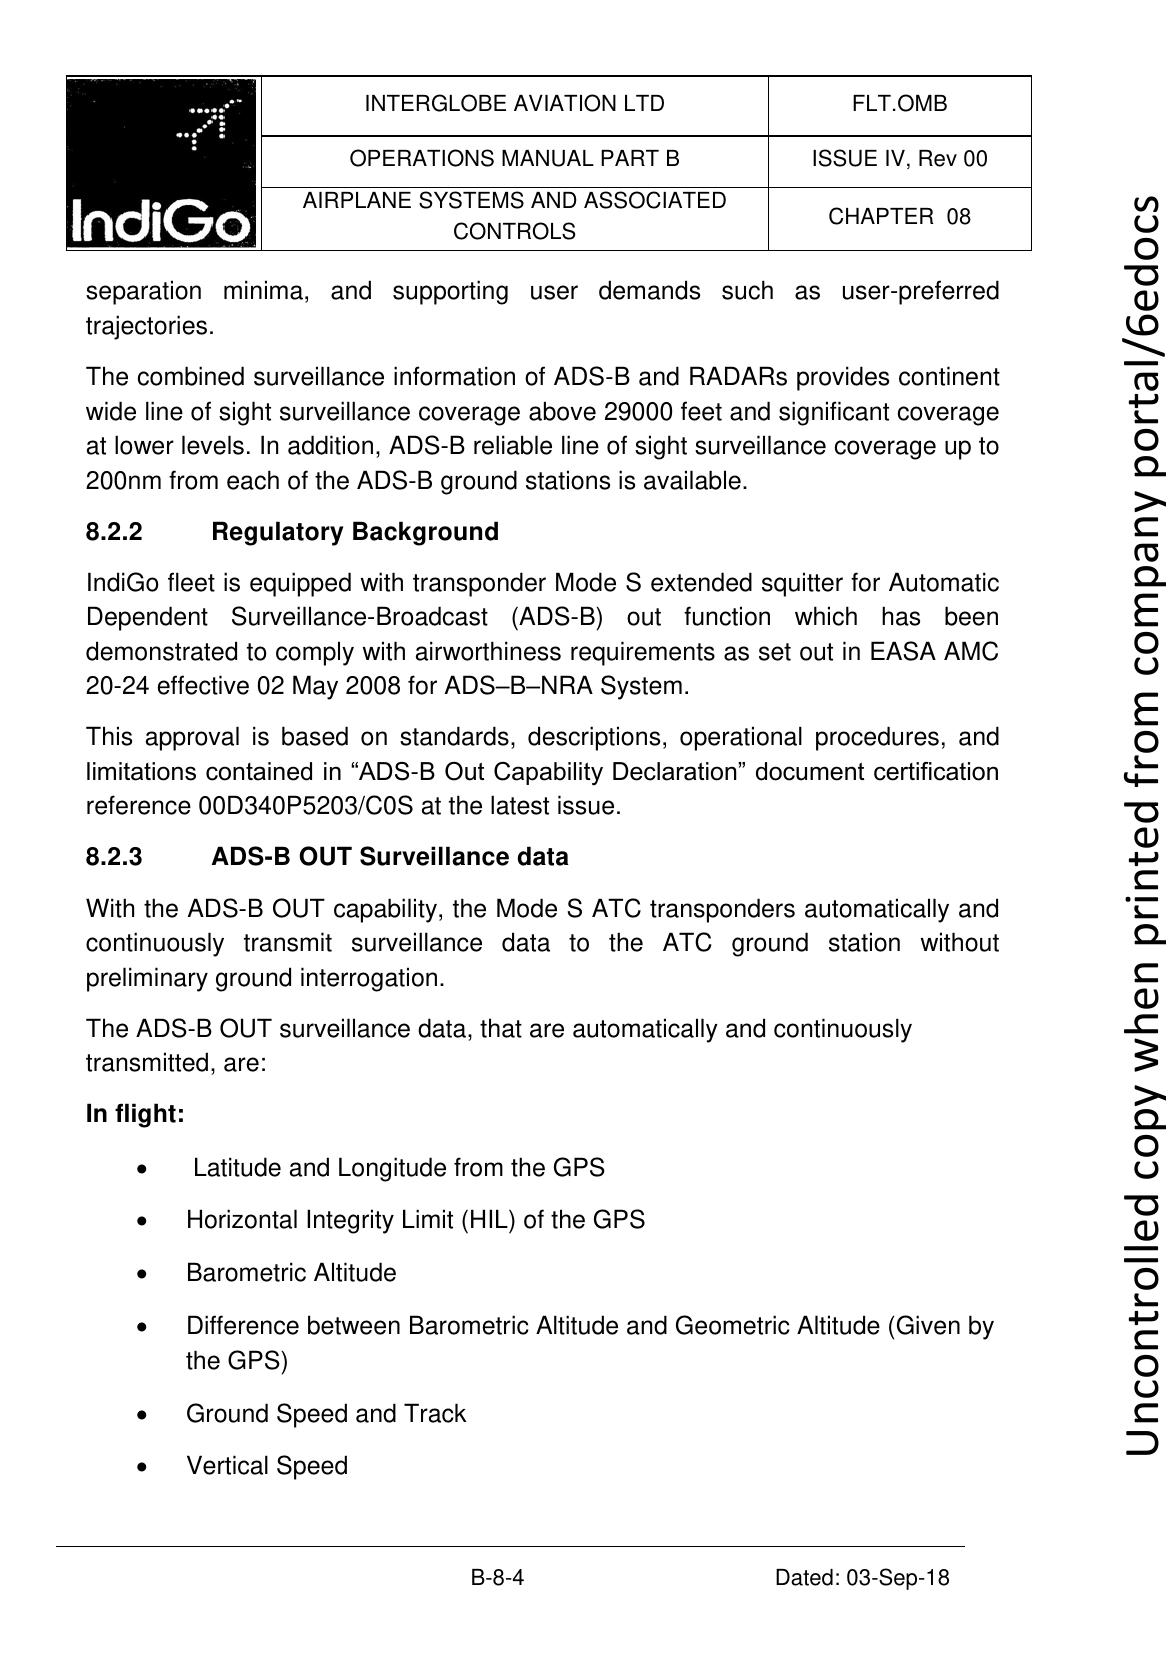 IndiGo
INTERGLOBE AVIATION LTD
FLT.OMB
OPERATIONS MANUAL PART B
ISSUE IV, Rev 00
AIRPLANE SYSTEMS AND ASSOCIATED
CONTROLS
CHAPTER 08
separation minima, and supporting user demands such as user-preferred
trajectories.
The combined surveillance information of ADS-B and RADARs provides continent
wide line of sight surveillance coverage above 29000 feet and significant coverage
at lower levels. In addition, ADS-B reliable line of sight surveillance coverage up to
200nm from each of the ADS-B ground stations is available.
8.2.2 Regulatory Background
IndiGo fleet is equipped with transponder Mode S extended squitter for Automatic
Dependent Surveillance-Broadcast (ADS-B) out function which has been
demonstrated to comply with airworthiness requirements as set out in EASA AMC
20-24 effective 02 May 2008 for ADS–B–NRA System.
This approval is based on standards, descriptions, operational procedures, and
limitations contained in “ADS-B Out Capability Declaration” document certification
reference 00D340P5203/C0S at the latest issue.
8.2.3 ADS-B OUT Surveillance data
With the ADS-B OUT capability, the Mode S ATC transponders automatically and
continuously transmit surveillance data to the ATC ground station without
preliminary ground interrogation.
The ADS-B OUT surveillance data, that are automatically and continuously
transmitted, are:
In flight:
• Latitude and Longitude from the GPS
• Horizontal Integrity Limit (HIL) of the GPS
• Barometric Altitude
• Difference between Barometric Altitude and Geometric Altitude (Given by
the GPS)
• Ground Speed and Track
• Vertical Speed
B-8-4
Dated: 03-Sep-18
Uncontrolled copy when printed from company portal/6edocs